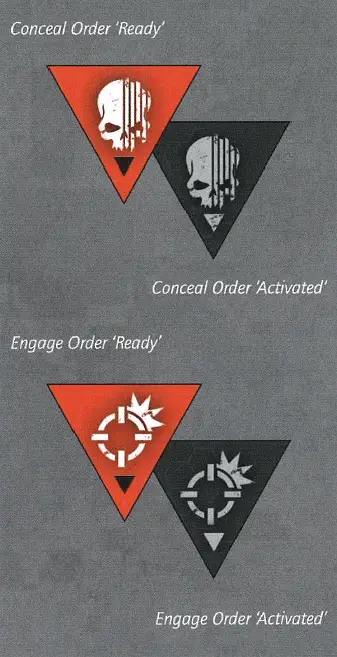 Conceal Order 'Ready'
Conceal Order 'Activated'
Engage Order 'Ready'
Engage Order 'Activated'